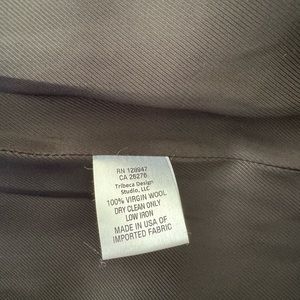 RN 128947
CA 26276
Tribeca Design
Studio, LLC
100% VIRGIN WOOL
DRY CLEAN ONLY
LOW IRON
MADE IN USA OF
IMPORTED FABRIC